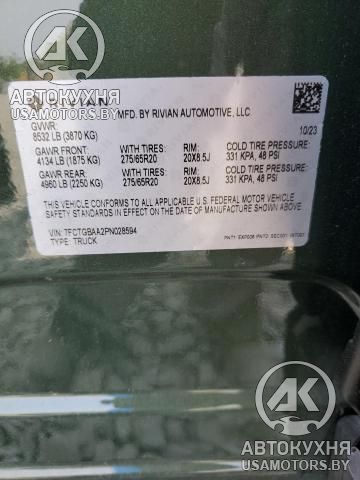 RIVIAN MFG. BY RIVIAN AUTOMOTIVE, LLC
GVWR:
8532 LB (3870 KG)
10/23
GAWR FRONT: WITH TIRES: RIM: COLD TIRE PRESSURE:
4134 LB (1875 KG) 275/65R20 20X8.5J 331 KPA, 48 PSI
GAWR REAR: WITH TIRES: RIM: COLD TIRE PRESSURE:
4960 LB (2250 KG) 275/65R20 20X8.5J 331 KPA, 48 PSI
THIS VEHICLE CONFORMS TO ALL APPLICABLE U.S. FEDERAL MOTOR VEHICLE
SAFETY STANDARDS IN EFFECT ON THE DATE OF MANUFACTURE SHOWN
ABOVE.
VIN: 7FCTGBAA2PN028594
TYPE: TRUCK
АК
АВТОКУХНЯ
USAMOTORS.BY
АК
АВТОКУХНЯ
USAMOTORS.BY